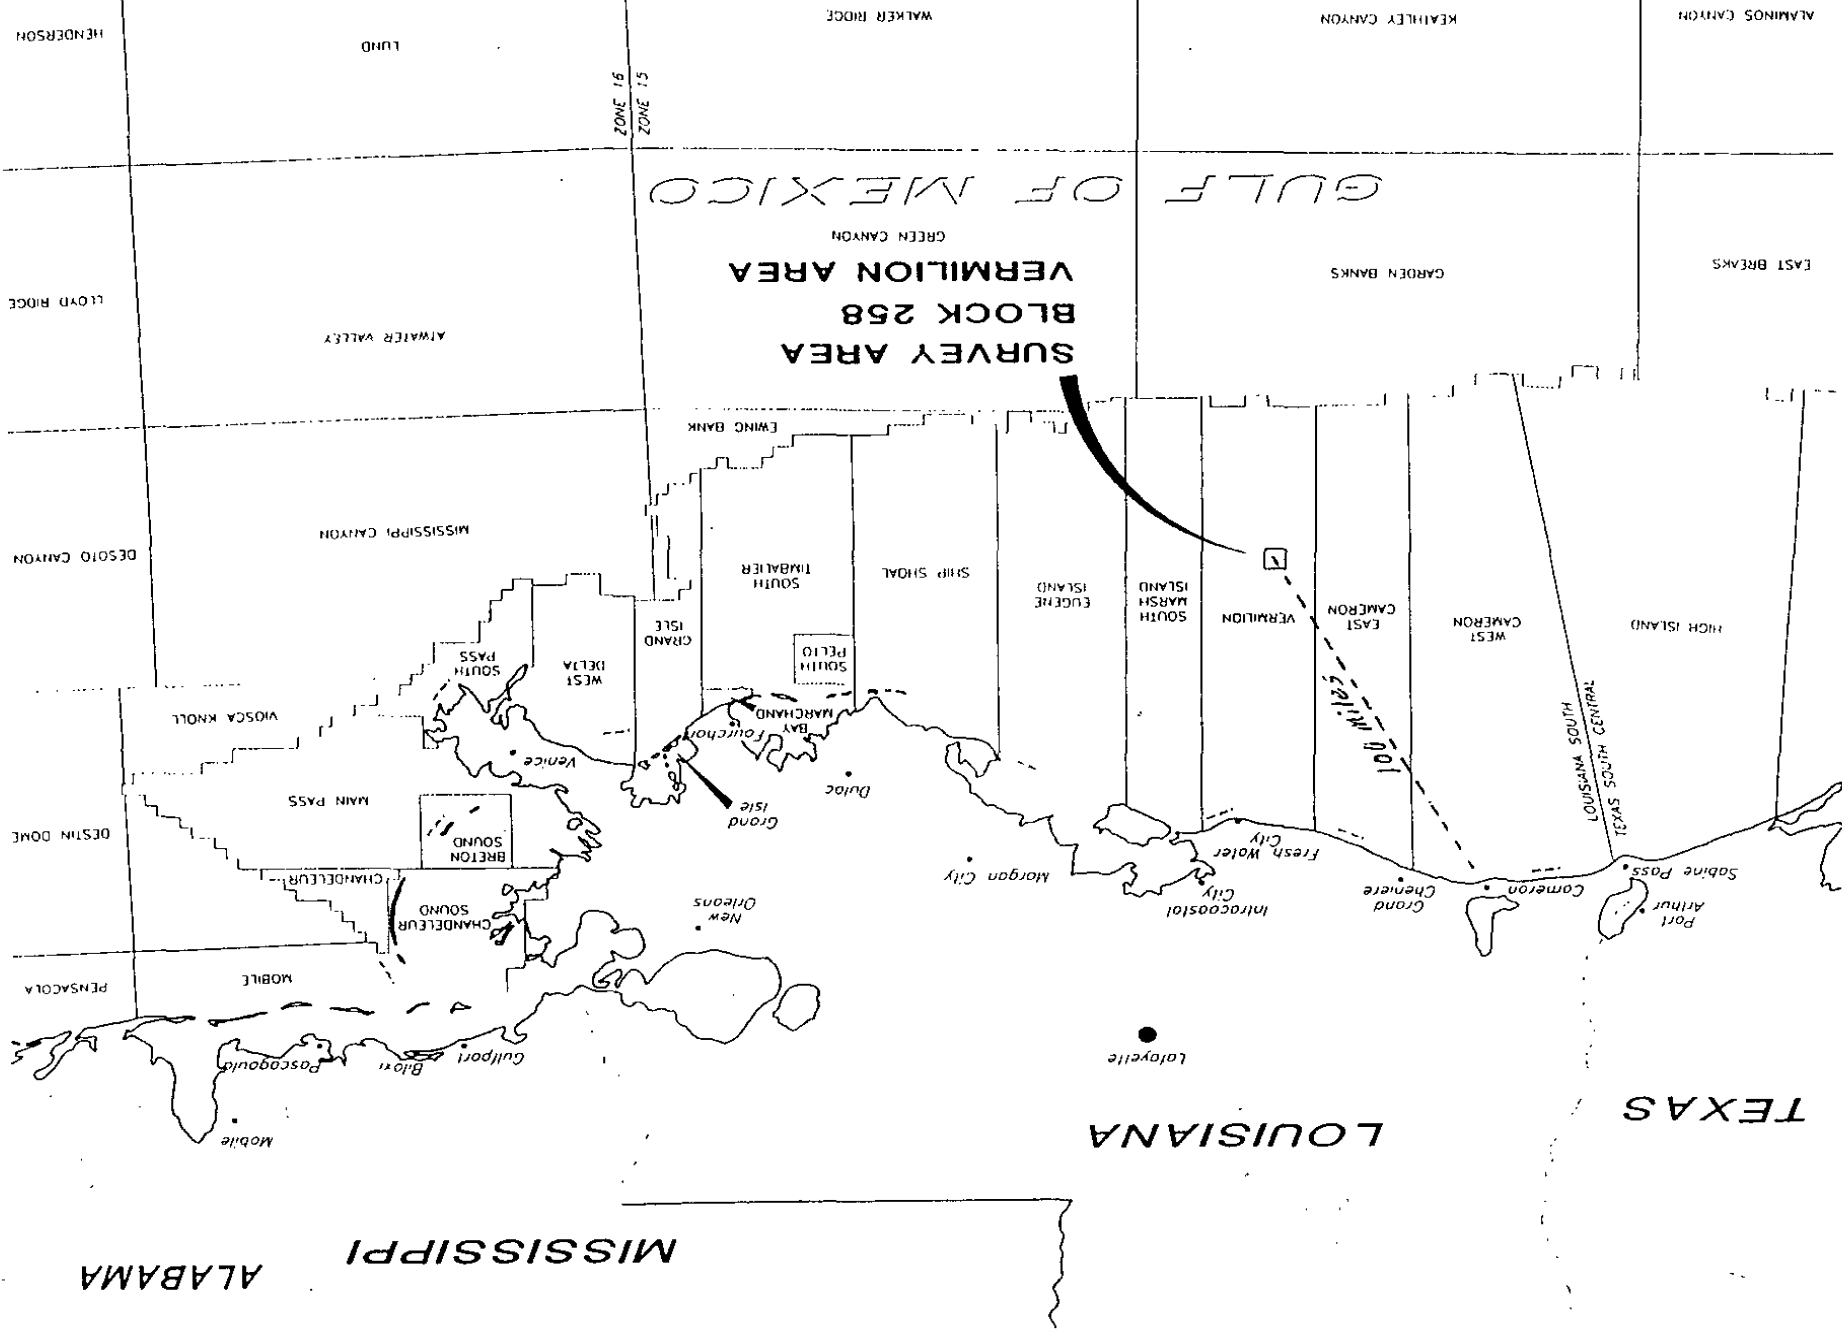 ALABAMA
MISSISSIPPI
LOUISIANA
TEXAS
Mobile
Pascagoula
Biloxi
Gulfport
Lafayette
PENSACOLA
MOBILE
Port
Arthur
Sabine Pass
Cameron
Grand
Cheniere
Intracoastal
City
Fresh Water
City
Morgan City
New
Orleans
CHANDELEUR
SOUND
CHANDELEUR
BRETON
SOUND
DESTIN DOME
MAIN PASS
Dulac
Grand
Isle
Venice
Fourchon
BAY
MARCHAND
VIOSCA KNOLL
LOUISIANA SOUTH
TEXAS SOUTH CENTRAL
100 miles
HIGH ISLAND
WEST
CAMERON
EAST
CAMERON
VERMILION
SOUTH
MARSH
ISLAND
EUGENE
ISLAND
SHIP SHOAL
SOUTH
TIMBALIER
SOUTH
PELTO
GRAND
ISLE
WEST
DELTA
SOUTH
PASS
DESOTO CANYON
MISSISSIPPI CANYON
EWING BANK
SURVEY AREA
BLOCK 258
VERMILION AREA
EAST BREAKS
GARDEN BANKS
GREEN CANYON
ATWATER VALLEY
LLOYD RIDGE
GULF OF MEXICO
ZONE 15
ZONE 16
ALAMINOS CANYON
KEATHLEY CANYON
WALKER RIDGE
LUND
HENDERSON